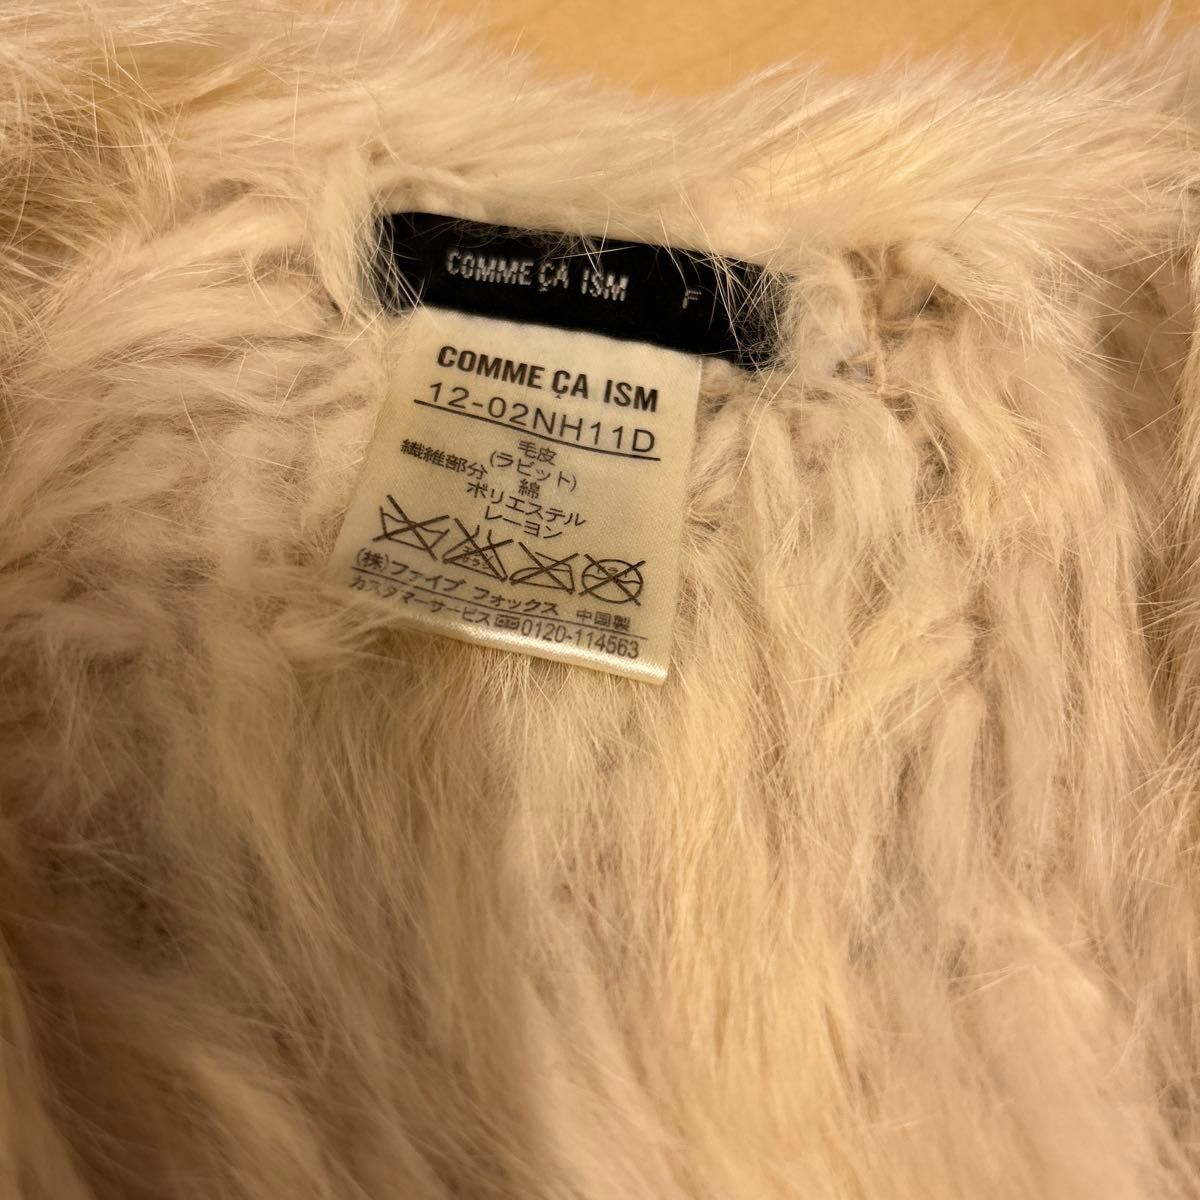 COMME ÇA ISM F
COMME ÇA ISM
12-02NH11D
毛皮
(ラビット)
繊維部分 綿
ポリエステル
レーヨン
(株)ファイブ フォックス 中国製
カスタマーサービス 0120-114563